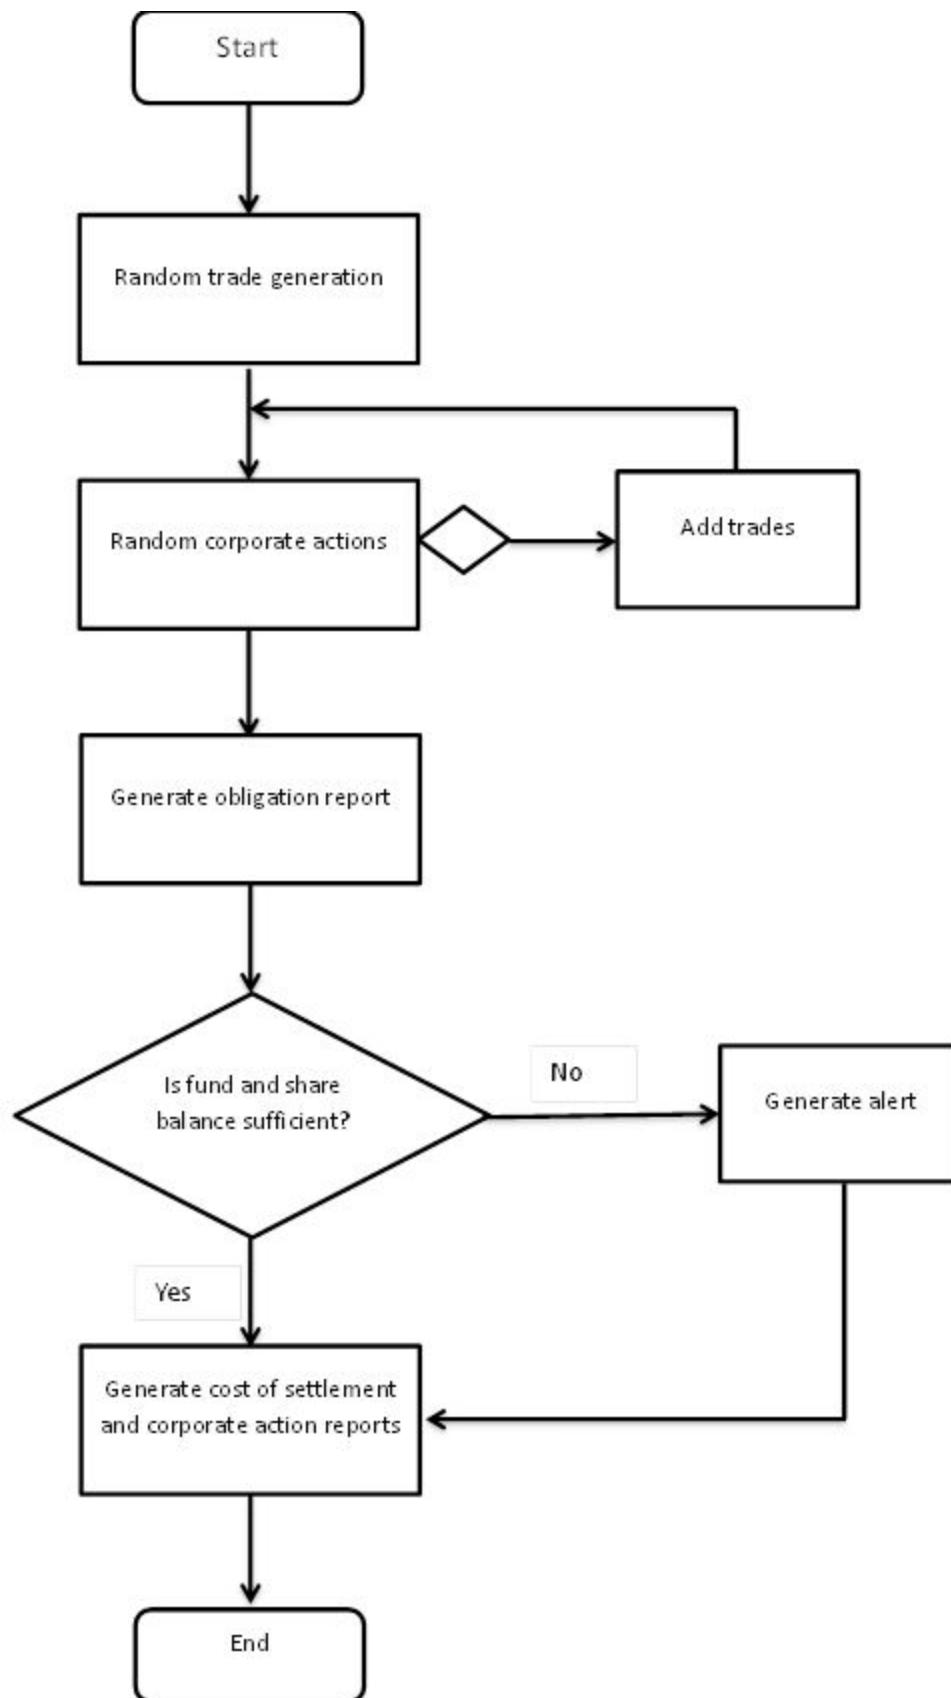 Start
Random trade generation
Random corporate actions
Add trades
Generate obligation report
Is fund and share
balance sufficient?
No
Generate alert
Yes
Generate cost of settlement
and corporate action reports
End